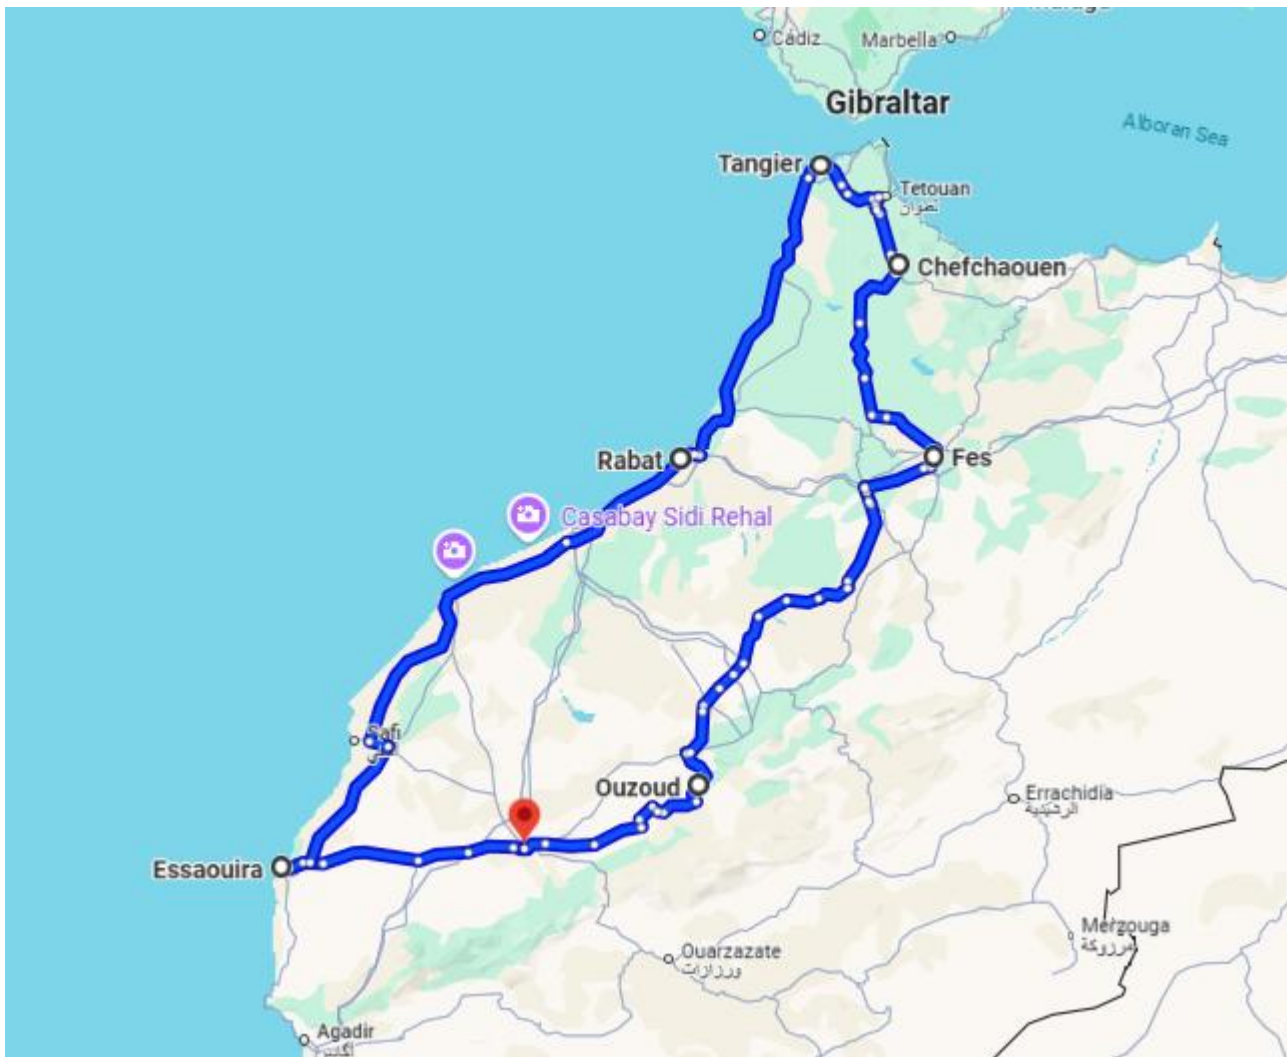 Cádiz
Marbella
Gibraltar
Alboran Sea
Tangier
Tetouan
تطوان
Chefchaouen
Rabat
Fes
Casabay Sidi Rehal
Safi
Ouzoud
Errachidia
الرشيدية
Essaouira
Merzouga
مرزوكة
Ouarzazate
ورزازات
Agadir